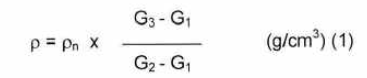 ρ = ρn x (G3 - G1) / (G2 - G1) (g/cm³) (1)